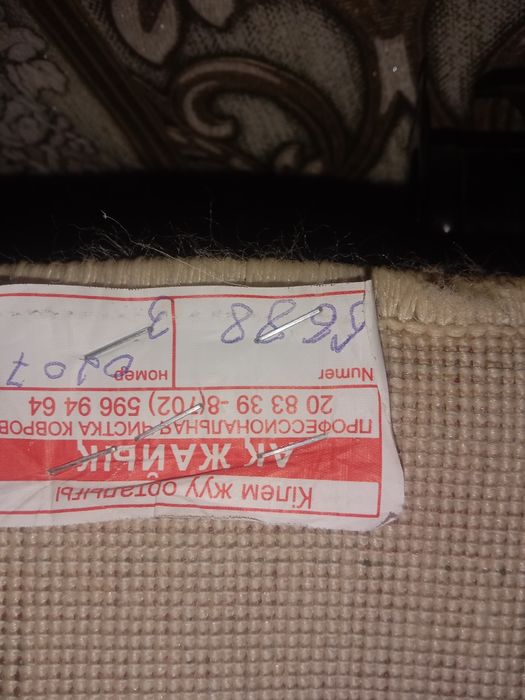 Кілем жуу орталығы
АҚ ЖАЙЫҚ
ПРОФЕССИОНАЛЬНАЯ ЧИСТКА КОВРОВ
20 83 39 -8(702) 596 94 64
Numer номер